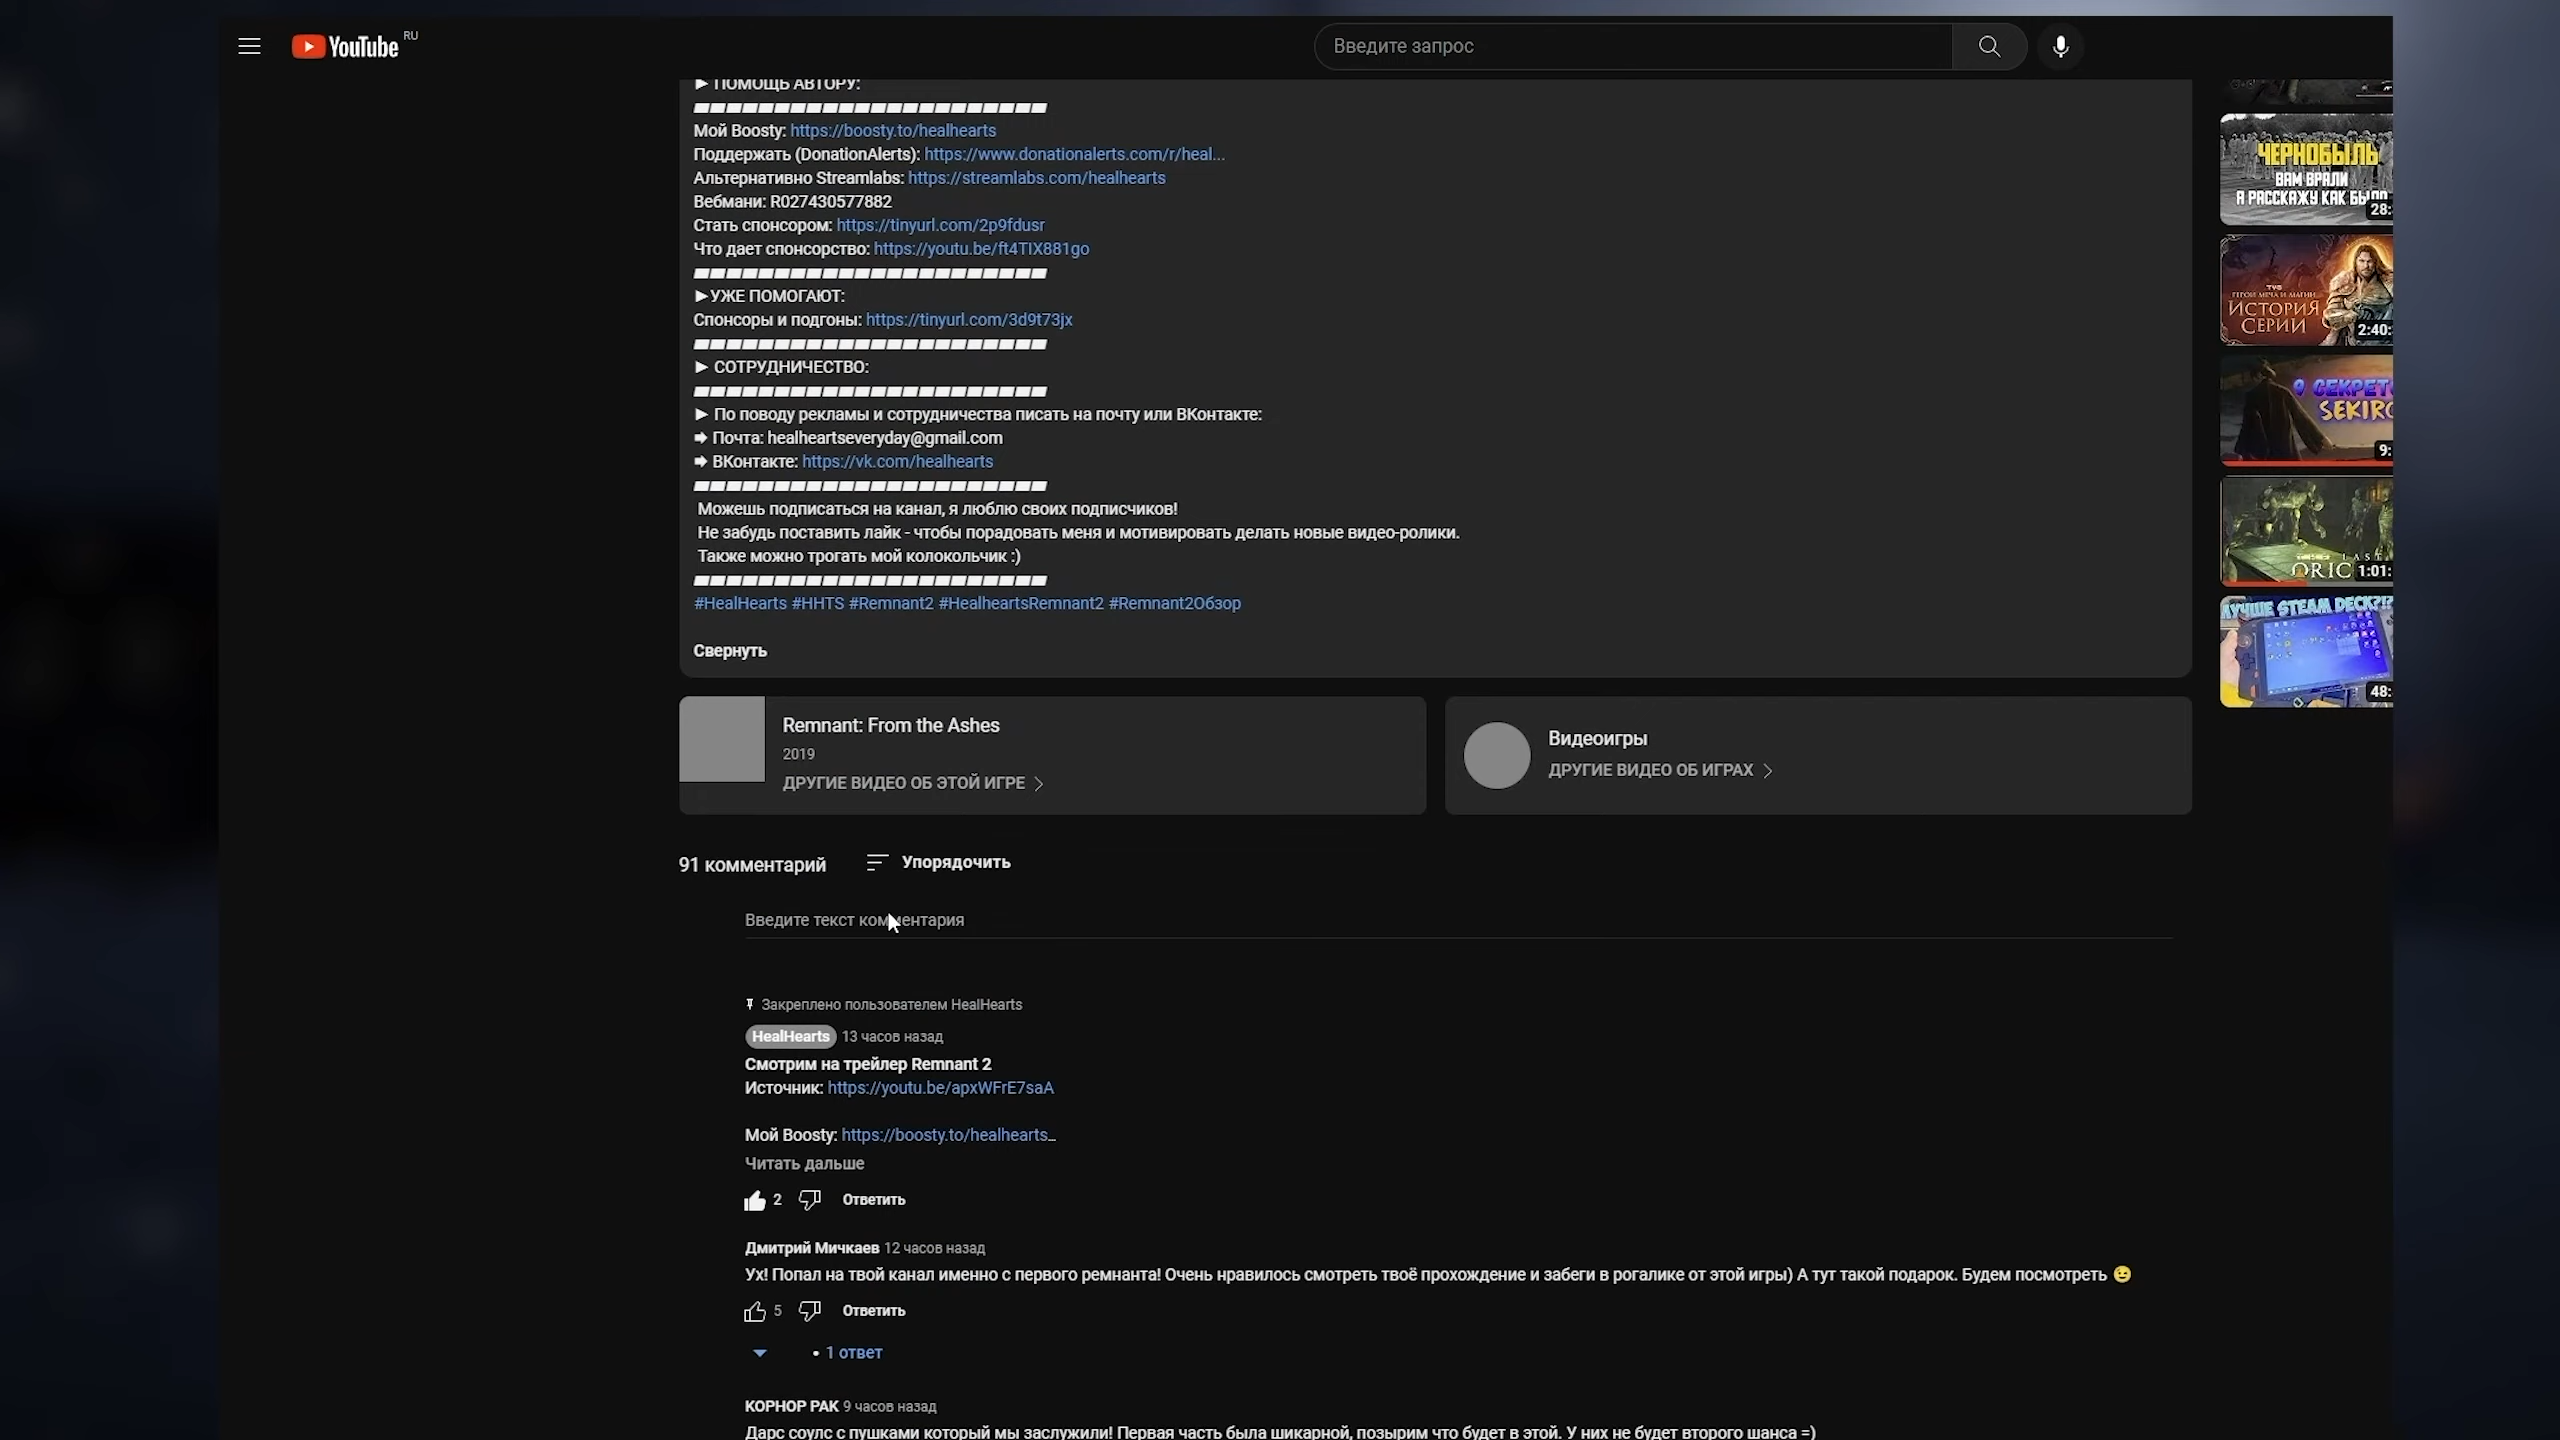 YouTube RU
Введите запрос
► ПОМОЩЬ АВТОРУ:
Мой Boosty: https://boosty.to/healhearts
Поддержать (DonationAlerts): https://www.donationalerts.com/r/heal...
Альтернативно Streamlabs: https://streamlabs.com/healhearts
Вебмани: R027430577882
Стать спонсором: https://tinyurl.com/2p9fdusr
Что дает спонсорство: https://youtu.be/ft4TIX881go
►УЖЕ ПОМОГАЮТ:
Спонсоры и подгоны: https://tinyurl.com/3d9t73jx
► СОТРУДНИЧЕСТВО:
► По поводу рекламы и сотрудничества писать на почту или ВКонтакте:
➡ Почта: healheartseveryday@gmail.com
➡ ВКонтакте: https://vk.com/healhearts
Можешь подписаться на канал, я люблю своих подписчиков!
Не забудь поставить лайк - чтобы порадовать меня и мотивировать делать новые видео-ролики.
Также можно трогать мой колокольчик :)
#HealHearts #HHTS #Remnant2 #HealheartsRemnant2 #Remnant2Обзор
Свернуть
Remnant: From the Ashes
2019
ДРУГИЕ ВИДЕО ОБ ЭТОЙ ИГРЕ
Видеоигры
ДРУГИЕ ВИДЕО ОБ ИГРАХ
91 комментарий
Упорядочить
Введите текст комментария
Закреплено пользователем HealHearts
HealHearts 13 часов назад
Смотрим на трейлер Remnant 2
Источник: https://youtu.be/apxWFrE7saA
Мой Boosty: https://boosty.to/healhearts...
Читать дальше
2 Ответить
Дмитрий Мичкаев 12 часов назад
Ух! Попал на твой канал именно с первого ремнанта! Очень нравилось смотреть твоё прохождение и забеги в рогалике от этой игры) А тут такой подарок. Будем посмотреть 😉
5 Ответить
• 1 ответ
КОРНОР РАК 9 часов назад
Дарс соулс с пушками который мы заслужили! Первая часть была шикарной, позырим что будет в этой. У них не будет второго шанса =)
ЧЕРНОБЫЛЬ
ВАМ ВРАЛИ
Я РАССКАЖУ КАК БЫЛО
28:
ГЕРОИ МЕЧА И МАГИИ
ИСТОРИЯ
СЕРИИ
2:40:
9 СЕКРЕТО
SEKIRO
9:
ORIC
1:01:
ЛУЧШЕ STEAM DECK?!?
48: